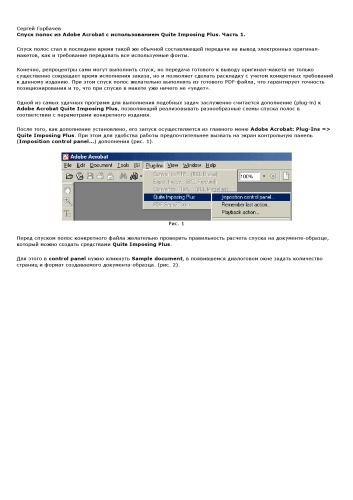 Сергей Горбачев
Спуск полос из Adobe Acrobat с использованием Quite Imposing Plus. Часть 1.
Спуск полос стал в последнее время такой же обычной составляющей передачи на вывод электронных оригинал-
макетов, как и требование передавать все используемые фонты.
Конечно, репроцентры сами могут выполнить спуск, но передача готового к выводу оригинал-макета не только
существенно сокращает время исполнения заказа, но и позволяет сделать раскладку с учетом конкретных требований
к данному изданию. При этом спуск полос желательно выполнять из готового PDF-файла, что гарантирует точность
позиционирования и то, что при спуске в макете уже ничего не «уедет».
Одной из самых удачных программ для выполнения подобных задач заслуженно считается дополнение (plug-in) к
Adobe Acrobat Quite Imposing Plus, позволяющий реализовывать разнообразные схемы спуска полос в
соответствии с параметрами конкретного издания.
После того, как дополнение установлено, его запуск осуществляется из главного меню Adobe Acrobat: Plug-Ins =>
Quite Imposing Plus. При этом для удобства работы предпочтительнее вызвать на экран контрольную панель
(Imposition control panel...) дополнения (рис. 1).
Adobe Acrobat
File Edit Document Tools Plug-Ins View Window Help
100%
Quite Imposing Plus Imposition control panel...
Remember last action...
Playback action...
Рис. 1
Перед спуском полос конкретного файла желательно проверить правильность расчета спуска на документе-образце,
который можно создать средствами Quite Imposing Plus.
Для этого в control panel нужно кликнуть Sample document, в появившемся диалоговом окне задать количество
страниц и формат создаваемого документа-образца. (рис. 2).